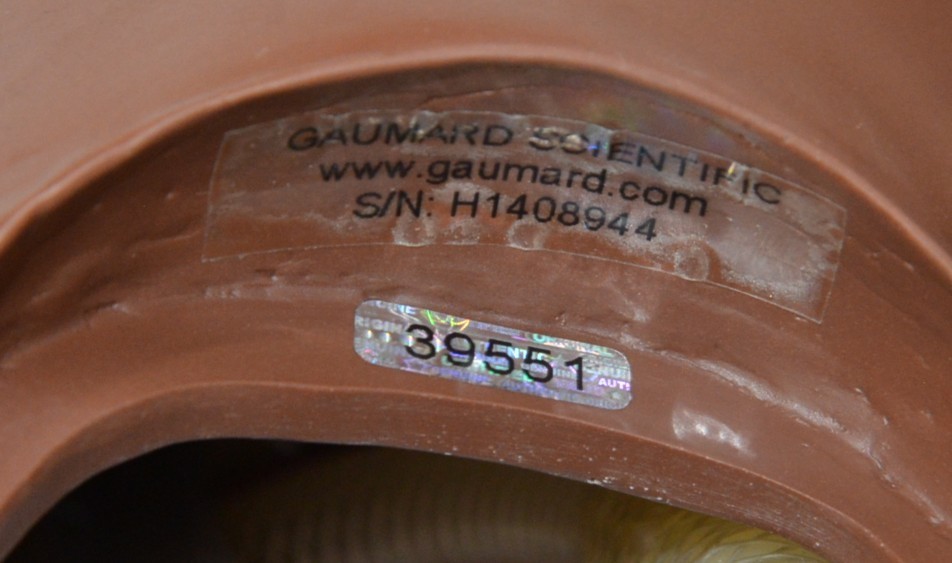 GAUMARD SCIENTIFIC
www.gaumard.com
S/N: H1408944
39551